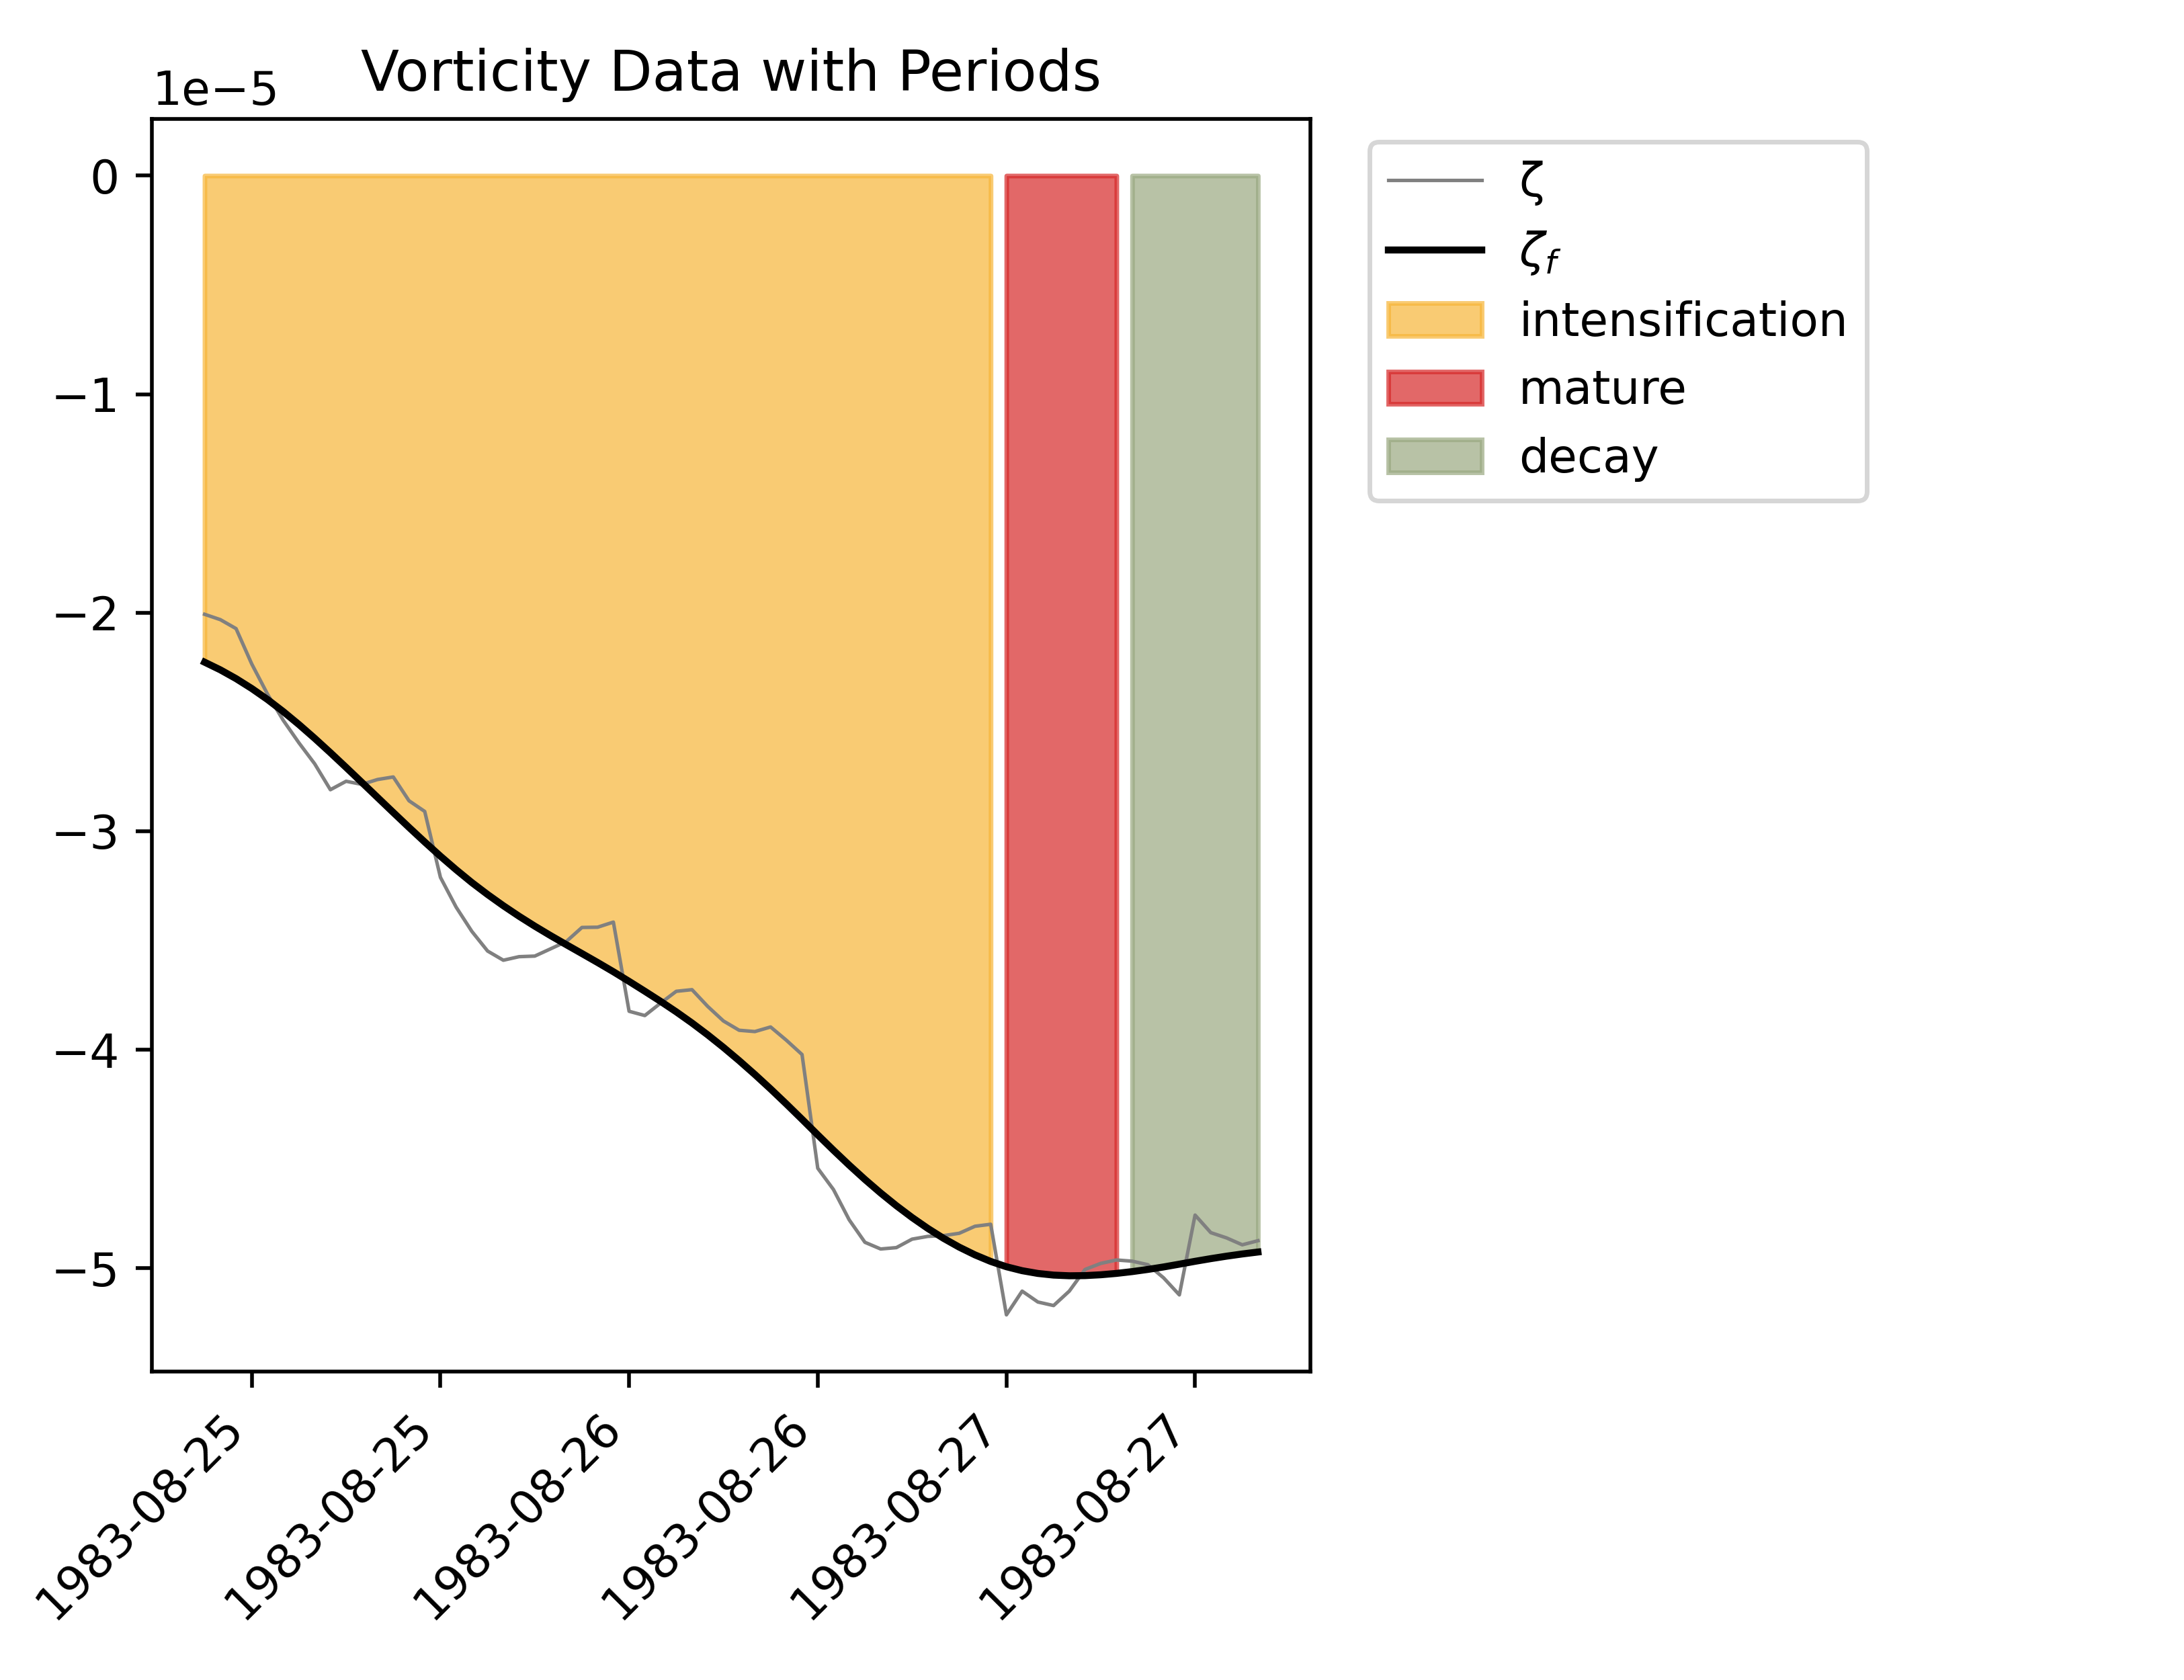 Vorticity Data with Periods
1e−5
0
−1
−2
−3
−4
−5
1983-08-25
1983-08-25
1983-08-26
1983-08-26
1983-08-27
1983-08-27
ζ
ζf
intensification
mature
decay